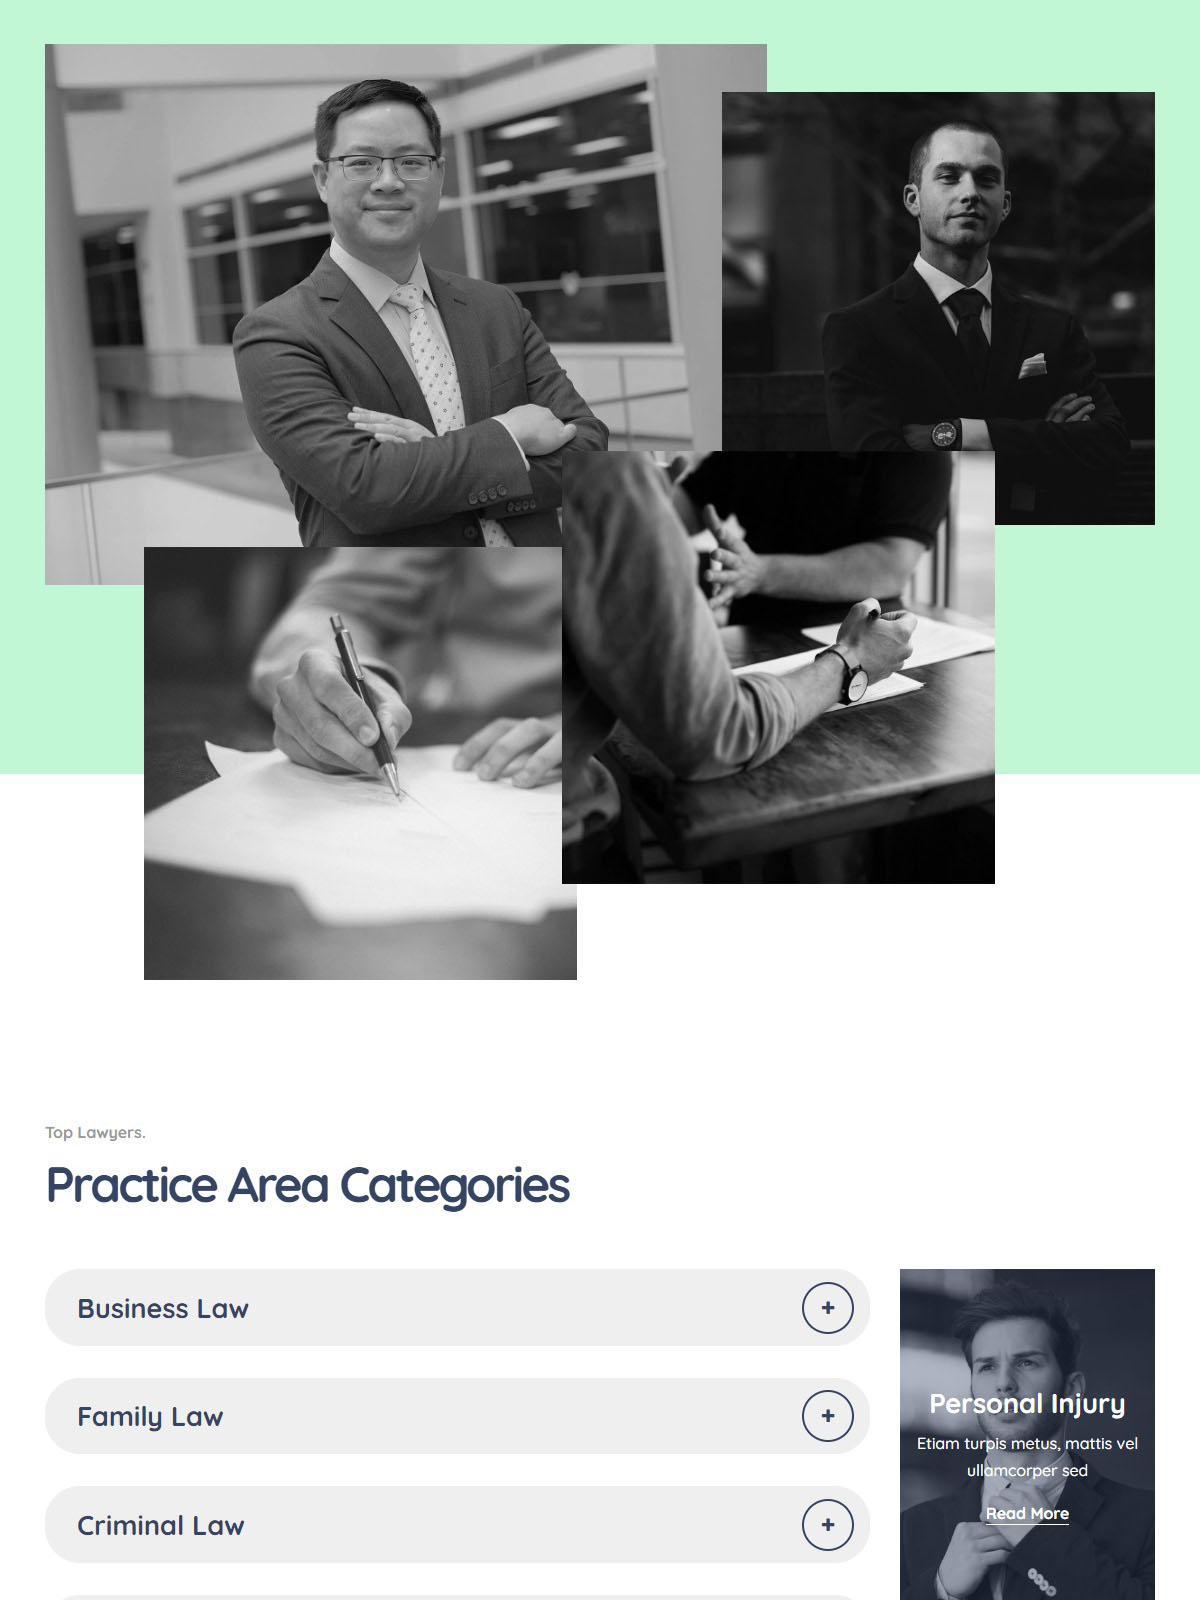 Top Lawyers.
Practice Area Categories
Business Law
Family Law
Criminal Law
Personal Injury
Etiam turpis metus, mattis vel
ullamcorper sed
Read More